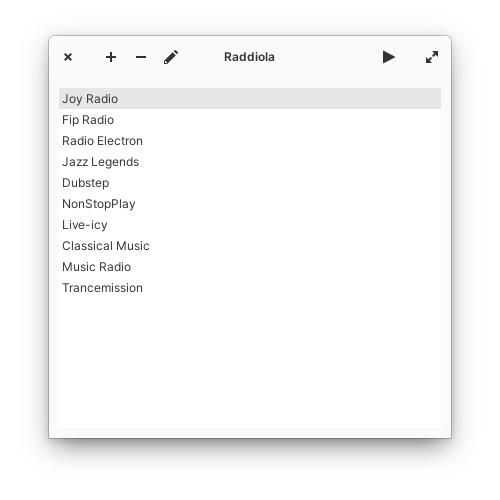 Raddiola
Joy Radio
Fip Radio
Radio Electron
Jazz Legends
Dubstep
NonStopPlay
Live-icy
Classical Music
Music Radio
Trancemission